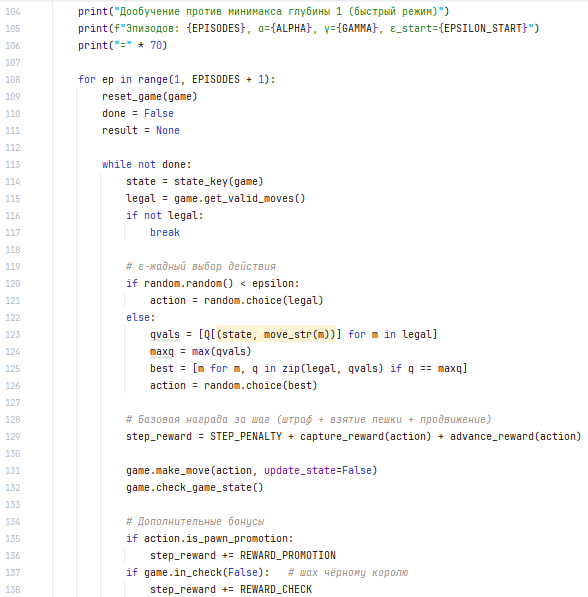 104 print("Дообучение против минимакса глубины 1 (быстрый режим)")
105 print(f"Эпизодов: {EPISODES}, α={ALPHA}, γ={GAMMA}, ε_start={EPSILON_START}")
106 print("=" * 70)
107
108 for ep in range(1, EPISODES + 1):
109 reset_game(game)
110 done = False
111 result = None
112
113 while not done:
114 state = state_key(game)
115 legal = game.get_valid_moves()
116 if not legal:
117 break
118
119 # ε-жадный выбор действия
120 if random.random() < epsilon:
121 action = random.choice(legal)
122 else:
123 qvals = [Q[(state, move_str(m))] for m in legal]
124 maxq = max(qvals)
125 best = [m for m, q in zip(legal, qvals) if q == maxq]
126 action = random.choice(best)
127
128 # Базовая награда за шаг (штраф + взятие пешки + продвижение)
129 step_reward = STEP_PENALTY + capture_reward(action) + advance_reward(action)
130
131 game.make_move(action, update_state=False)
132 game.check_game_state()
133
134 # Дополнительные бонусы
135 if action.is_pawn_promotion:
136 step_reward += REWARD_PROMOTION
137 if game.in_check(False): # шах чёрному королю
138 step_reward += REWARD_CHECK